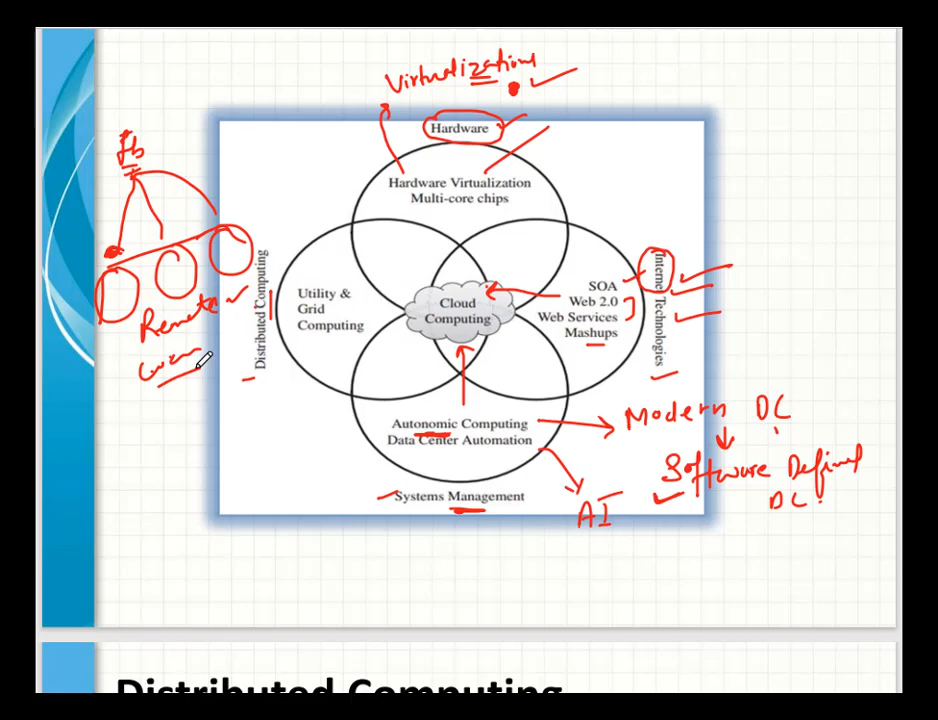 Virtualization
Hardware
fb
Hardware Virtualization
Multi-core chips
Distributed Computing
Utility &
Grid
Computing
Cloud
Computing
SOA
Web 2.0
Web Services
Mashups
Internet Technologies
Autonomic Computing
Data Center Automation
Modern DC
Software Defined
DC
AI
Systems Management
Distributed Computing